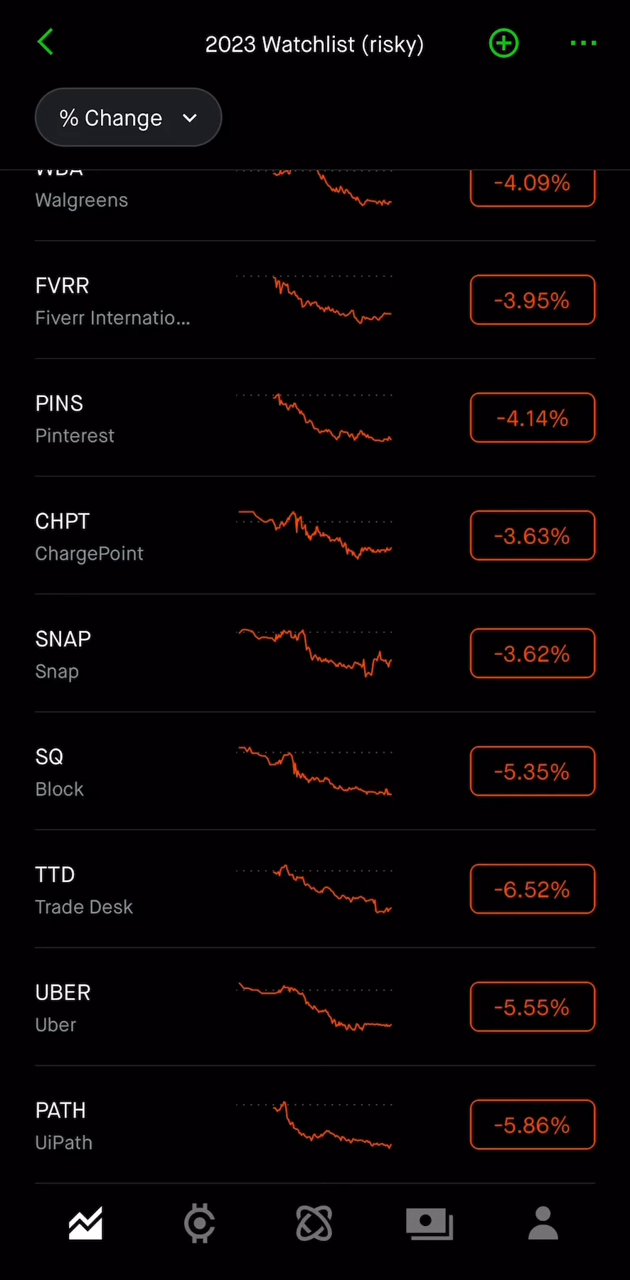 2023 Watchlist (risky)
% Change
WBA
Walgreens
-4.09%
FVRR
Fiverr Internatio...
-3.95%
PINS
Pinterest
-4.14%
CHPT
ChargePoint
-3.63%
SNAP
Snap
-3.62%
SQ
Block
-5.35%
TTD
Trade Desk
-6.52%
UBER
Uber
-5.55%
PATH
UiPath
-5.86%